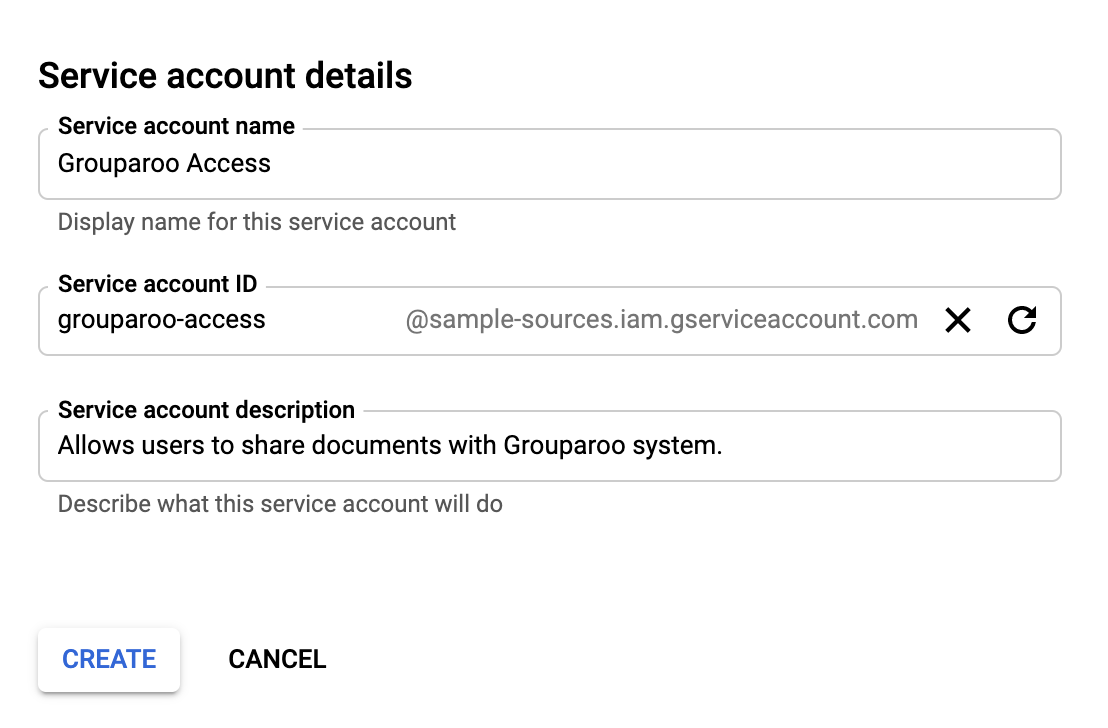 Service account details
Service account name
Grouparoo Access
Display name for this service account
Service account ID
grouparoo-access @sample-sources.iam.gserviceaccount.com
Service account description
Allows users to share documents with Grouparoo system.
Describe what this service account will do
CREATE CANCEL